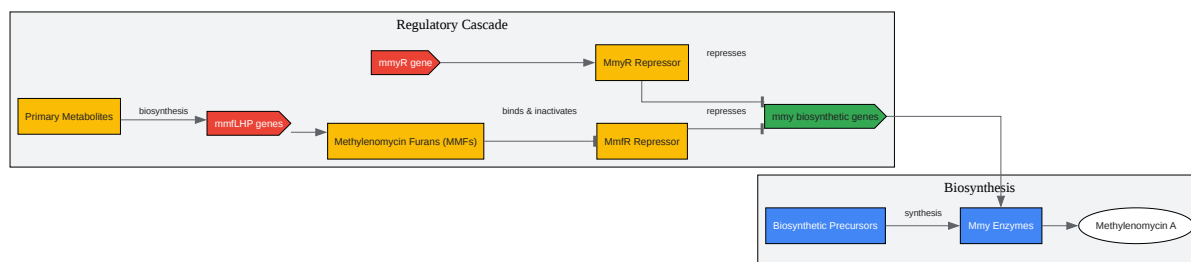 Regulatory Cascade
mmyR gene
MmyR Repressor
represses
Primary Metabolites
biosynthesis
mmfLHP genes
binds & inactivates
represses
mmy biosynthetic genes
Methylenomycin Furans (MMFs)
MmfR Repressor
Biosynthesis
Biosynthetic Precursors
synthesis
Mmy Enzymes
Methylenomycin A